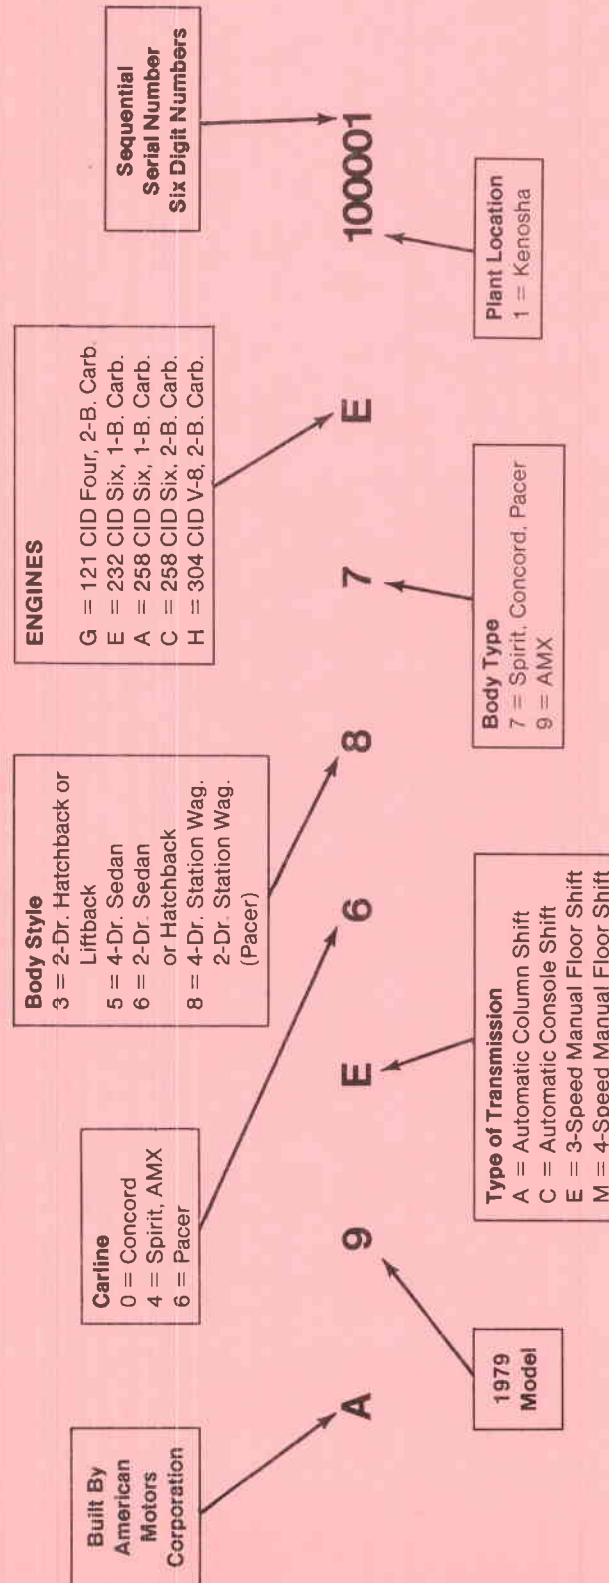 Built By
American
Motors
Corporation
Carline
0 = Concord
4 = Spirit, AMX
6 = Pacer
Body Style
3 = 2-Dr. Hatchback or
Liftback
5 = 4-Dr. Sedan
6 = 2-Dr. Sedan
or Hatchback
8 = 4-Dr. Station Wag.
2-Dr. Station Wag.
(Pacer)
ENGINES
G = 121 CID Four, 2-B. Carb.
E = 232 CID Six, 1-B. Carb.
A = 258 CID Six, 1-B. Carb.
C = 258 CID Six, 2-B. Carb.
H = 304 CID V-8, 2-B. Carb.
Sequential
Serial Number
Six Digit Numbers
A 9 E 6 8 7 E 100001
1979
Model
Type of Transmission
A = Automatic Column Shift
C = Automatic Console Shift
E = 3-Speed Manual Floor Shift
M = 4-Speed Manual Floor Shift
Body Type
7 = Spirit, Concord, Pacer
9 = AMX
Plant Location
1 = Kenosha